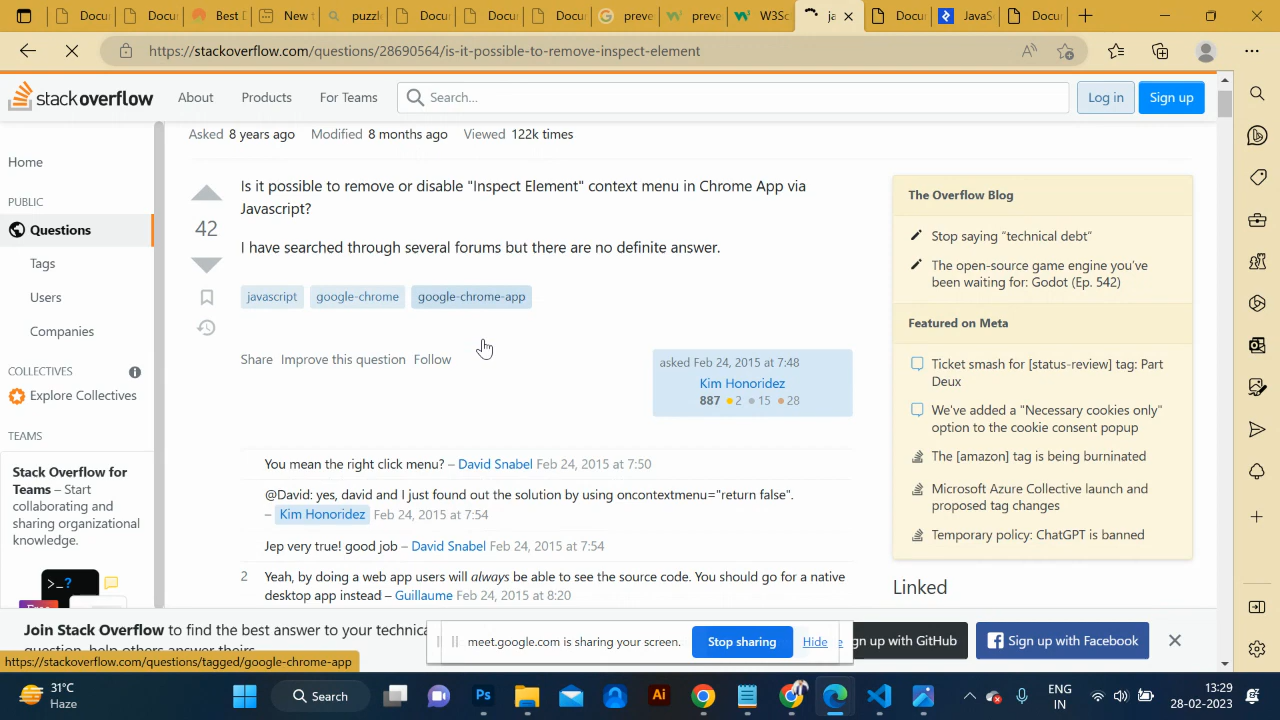 Docu
Docu
Best D
New t
puzzle
Docu
Docu
Docu
Docu
preve
preve
W3Sc
ja
Docu
JavaS
Docu
https://stackoverflow.com/questions/28690564/is-it-possible-to-remove-inspect-element
stackoverflow
About
Products
For Teams
Search...
Log in
Sign up
Asked 8 years ago Modified 8 months ago Viewed 122k times
Home
PUBLIC
Questions
Tags
Users
Companies
COLLECTIVES
Explore Collectives
TEAMS
Stack Overflow for
Teams – Start
collaborating and
sharing organizational
knowledge.
>_?
Free
42
Is it possible to remove or disable "Inspect Element" context menu in Chrome App via
Javascript?
I have searched through several forums but there are no definite answer.
javascript google-chrome google-chrome-app
Share Improve this question Follow
asked Feb 24, 2015 at 7:48
Kim Honoridez
887 2 15 28
You mean the right click menu? – David Snabel Feb 24, 2015 at 7:50
@David: yes, david and I just found out the solution by using oncontextmenu="return false".
– Kim Honoridez Feb 24, 2015 at 7:54
Jep very true! good job – David Snabel Feb 24, 2015 at 7:54
2 Yeah, by doing a web app users will always be able to see the source code. You should go for a native
desktop app instead – Guillaume Feb 24, 2015 at 8:20
The Overflow Blog
Stop saying "technical debt"
The open-source game engine you've
been waiting for: Godot (Ep. 542)
Featured on Meta
Ticket smash for [status-review] tag: Part
Deux
We've added a "Necessary cookies only"
option to the cookie consent popup
The [amazon] tag is being burninated
Microsoft Azure Collective launch and
proposed tag changes
Temporary policy: ChatGPT is banned
Linked
Join Stack Overflow to find the best answer to your technica
question, help others answer theirs.
meet.google.com is sharing your screen.
Stop sharing
Hide
gn up with GitHub
Sign up with Facebook
https://stackoverflow.com/questions/tagged/google-chrome-app
31°C
Haze
Search
Ps
Ai
ENG
IN
13:29
28-02-2023